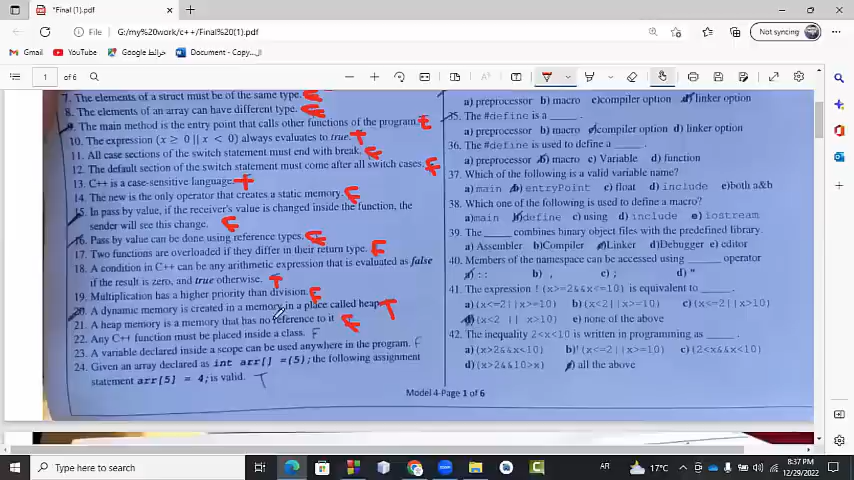 Final%20(1).pdf
File
G:/my%20work/c++/Final%20(1).pdf
Not syncing
Gmail
YouTube
خرائط Google
Document - Copy...
1
of 6
7. The elements of a struct must be of the same type.
8. The elements of an array can have different type.
9. The main method is the entry point that calls other functions of the program.
10. The expression (x ≥ 0 || x < 0) always evaluates to true.
11. All case sections of the switch statement must end with break.
12. The default section of the switch statement must come after all switch cases.
13. C++ is a case-sensitive language.
14. The new is the only operator that creates a static memory.
15. In pass by value, if the receiver's value is changed inside the function, the
sender will see this change.
16. Pass by value can be done using reference types.
17. Two functions are overloaded if they differ in their return type. F
18. A condition in C++ can be any arithmetic expression that is evaluated as false
if the result is zero, and true otherwise. T
19. Multiplication has a higher priority than division. F
20. A dynamic memory is created in a memory in a place called heap. T
21. A heap memory is a memory that has no reference to it
22. Any C++ function must be placed inside a class. F
23. A variable declared inside a scope can be used anywhere in the program. F
24. Given an array declared as int arr[] ={5}; the following assignment
statement arr[5] = 4; is valid. T
a) preprocessor b) macro c)compiler option d) linker option
35. The #define is a _____.
a) preprocessor b) macro c)compiler option d) linker option
36. The #define is used to define a _____
a) preprocessor b) macro c) Variable d) function
37. Which of the following is a valid variable name?
a) main b) entryPoint c) float d) include e)both a&b
38. Which one of the following is used to define a macro?
a)main b)define c) using d) include e) iostream
39. The _____ combines binary object files with the predefined library.
a) Assembler b)Compiler c)Linker d)Debugger e) editor
40. Members of the namespace can be accessed using _____ operator
a) :: b) , c) ; d) "
41. The expression !(x>=2&&x<=10) is equivalent to _____.
a)(x<=2||x>=10) b)(x<2||x>=10) c)(x<=2||x>10)
d)(x<2 ||x>10) e) none of the above
42. The inequality 2<x<10 is written in programming as _____.
a)(x>2&&x<10) b)!(x<=2||x>=10) c)(2<x&&x<10)
d)(x>2&&10>x) e) all the above
Model 4-Page 1 of 6
Type here to search
AR
17°C
8:37 PM
12/29/2022